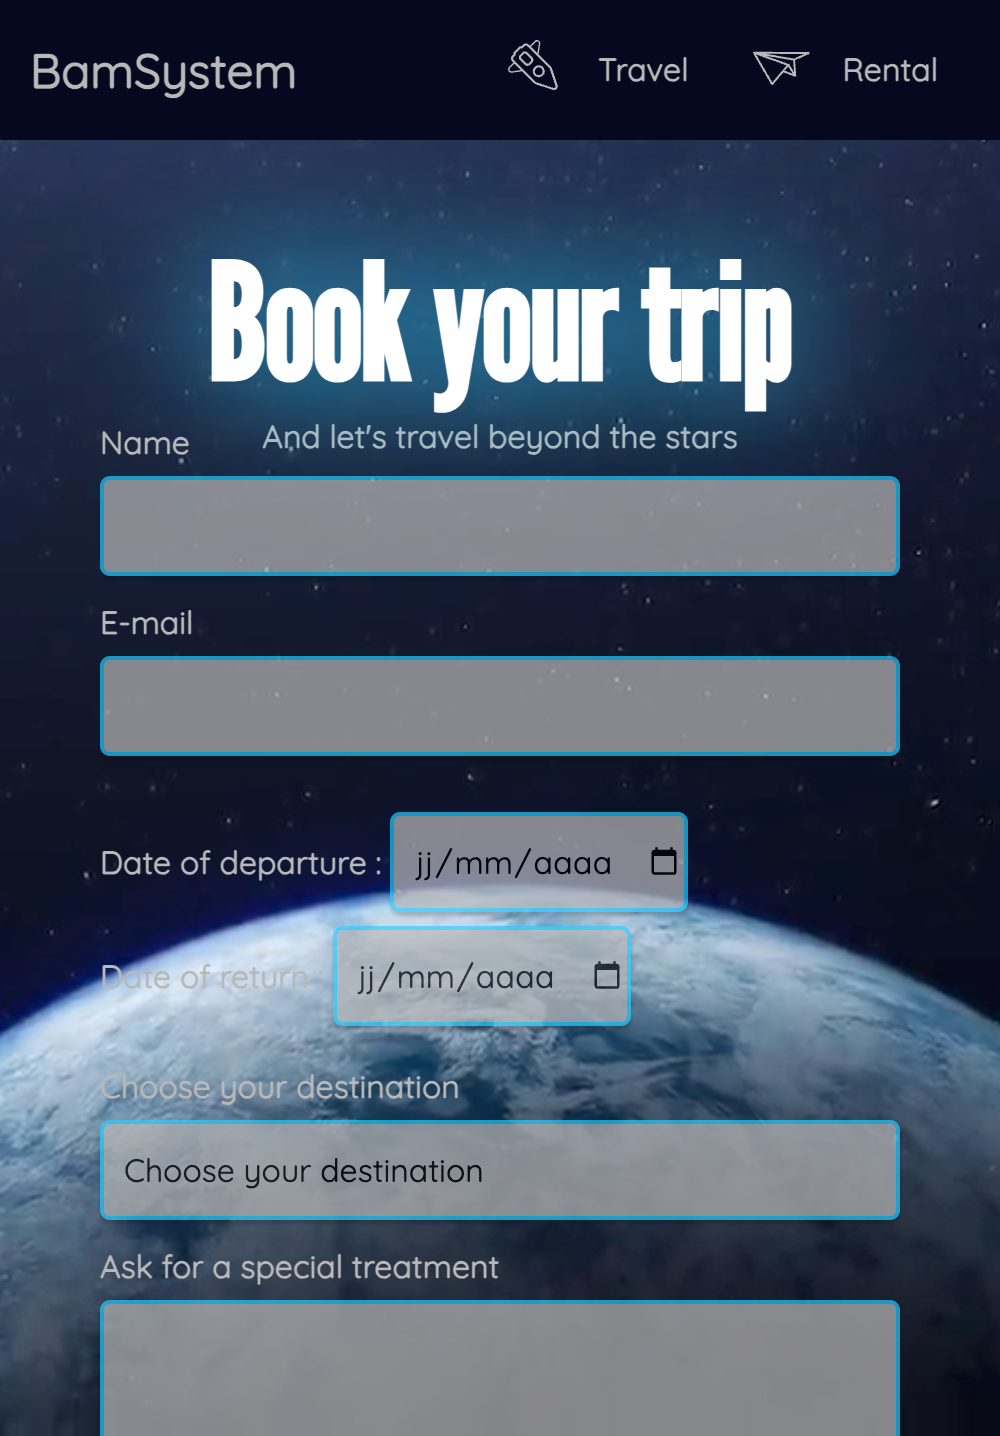 BamSystem Travel Rental
Book your trip
And let's travel beyond the stars
Name
E-mail
Date of departure : jj/mm/aaaa
Date of return : jj/mm/aaaa
Choose your destination
Choose your destination
Ask for a special treatment